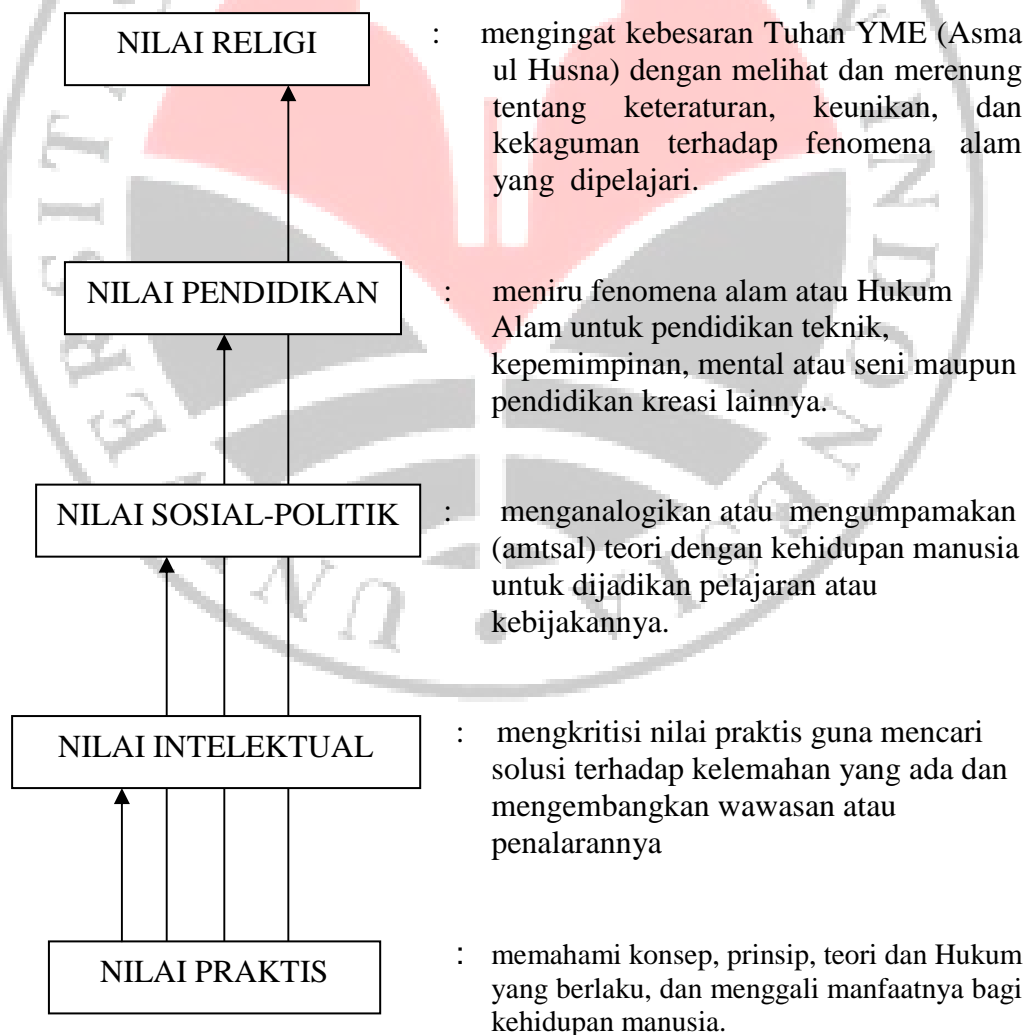 NILAI RELIGI : mengingat kebesaran Tuhan YME (Asma
ul Husna) dengan melihat dan merenung
tentang keteraturan, keunikan, dan
kekaguman terhadap fenomena alam
yang dipelajari.
NILAI PENDIDIKAN : meniru fenomena alam atau Hukum
Alam untuk pendidikan teknik,
kepemimpinan, mental atau seni maupun
pendidikan kreasi lainnya.
NILAI SOSIAL-POLITIK : menganalogikan atau mengumpamakan
(amtsal) teori dengan kehidupan manusia
untuk dijadikan pelajaran atau
kebijakannya.
NILAI INTELEKTUAL : mengkritisi nilai praktis guna mencari
solusi terhadap kelemahan yang ada dan
mengembangkan wawasan atau
penalarannya
NILAI PRAKTIS : memahami konsep, prinsip, teori dan Hukum
yang berlaku, dan menggali manfaatnya bagi
kehidupan manusia.